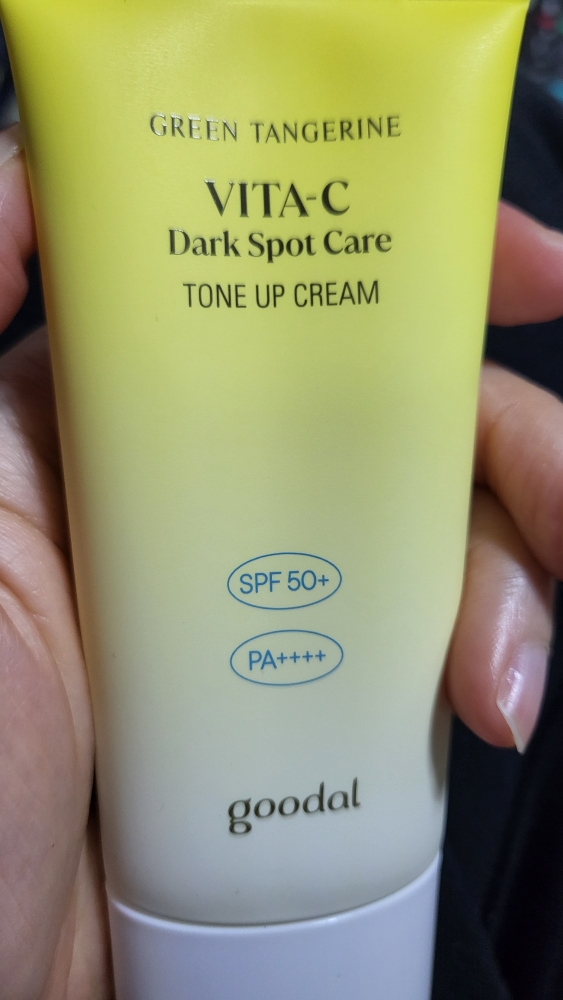 GREEN TANGERINE
VITA-C
Dark Spot Care
TONE UP CREAM
SPF 50+
PA++++
goodal